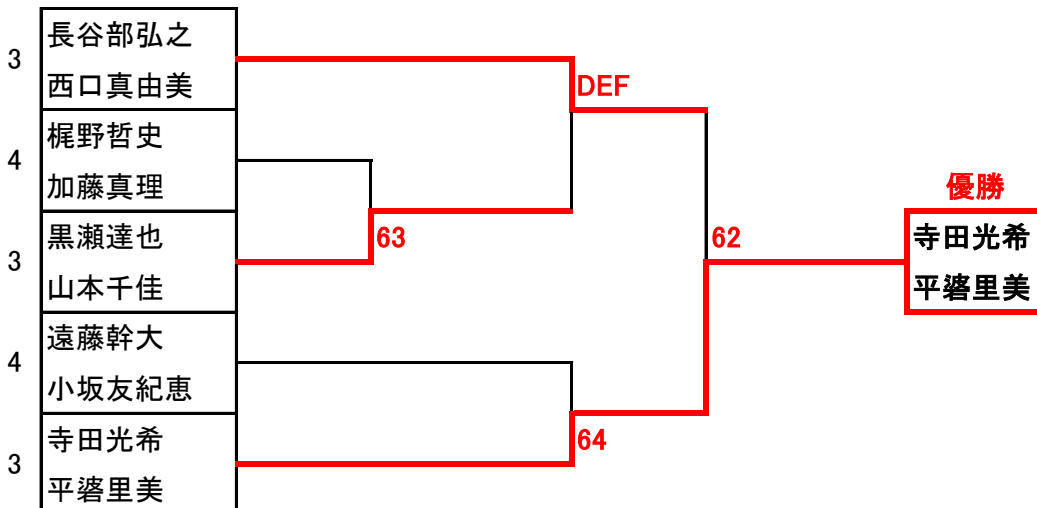 3
長谷部弘之
西口真由美
DEF
4
梶野哲史
加藤真理
優勝
3
黒瀬達也
山本千佳
63
62
寺田光希
平硰里美
4
遠藤幹大
小坂友紀恵
3
寺田光希
平硰里美
64